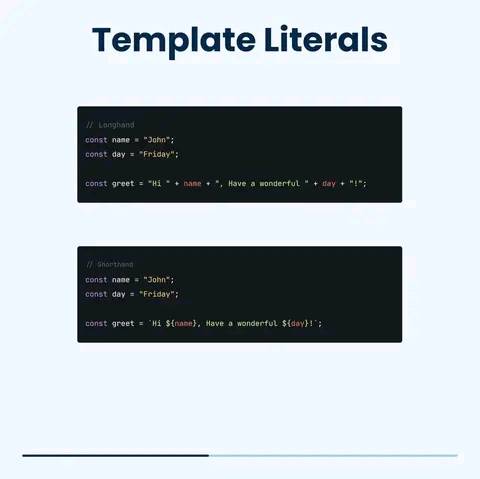 Template Literals
// Longhand
const name = "John";
const day = "Friday";
const greet = "Hi " + name + ", Have a wonderful " + day + "!";
// Shorthand
const name = "John";
const day = "Friday";
const greet = `Hi ${name}, Have a wonderful ${day}!`;